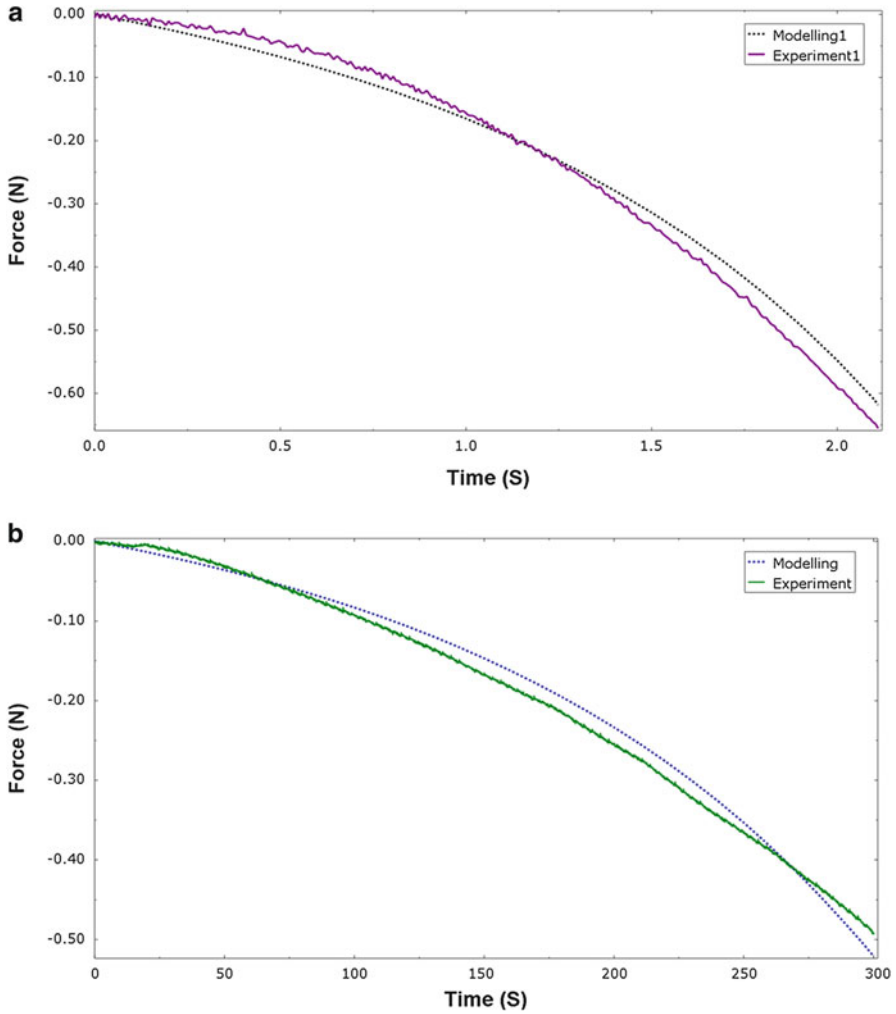 a
0.00
-0.10
-0.20
-0.30
-0.40
-0.50
-0.60
Force (N)
Modelling1
Experiment1
0.0 0.5 1.0 1.5 2.0
Time (S)
b
0.00
-0.10
-0.20
-0.30
-0.40
-0.50
Force (N)
Modelling
Experiment
0 50 100 150 200 250 300
Time (S)